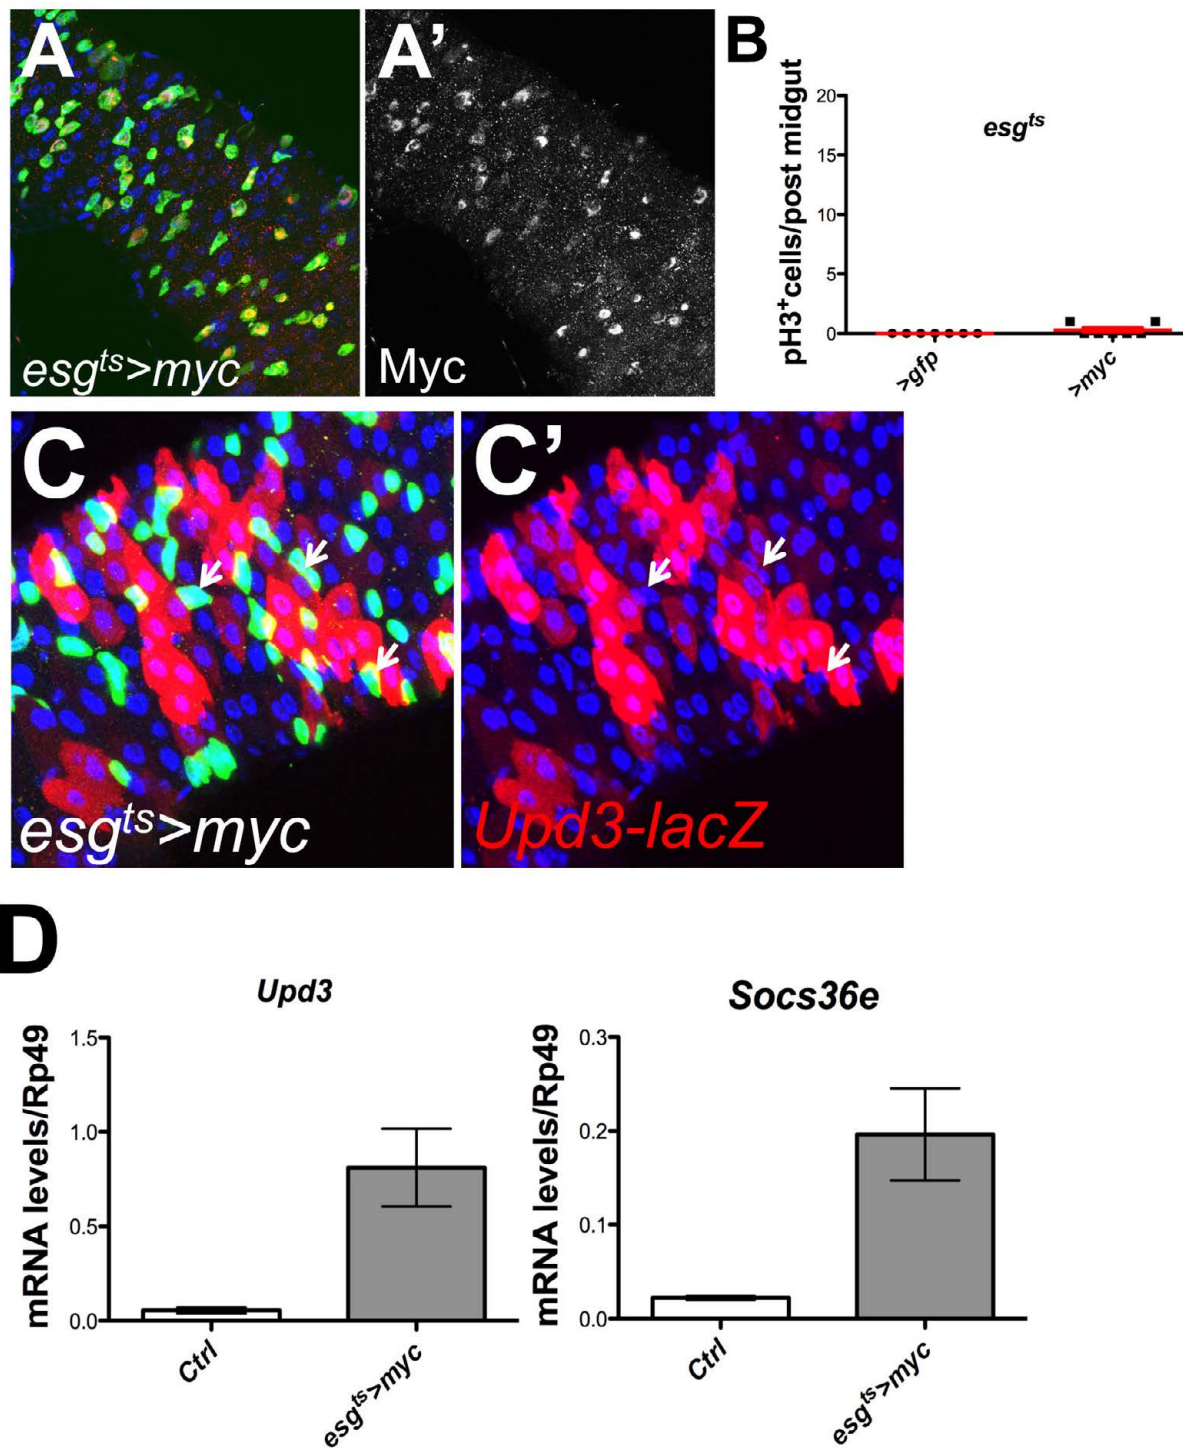 A
esgᵗˢ>myc
A’
Myc
B
pH3⁺cells/post midgut
20
15
10
5
0
esgᵗˢ
>gfp
>myc
C
esgᵗˢ>myc
C’
Upd3-lacZ
D
Upd3
mRNA levels/Rp49
1.5
1.0
0.5
0.0
Ctrl
esgᵗˢ>myc
Socs36e
mRNA levels/Rp49
0.3
0.2
0.1
0.0
Ctrl
esgᵗˢ>myc